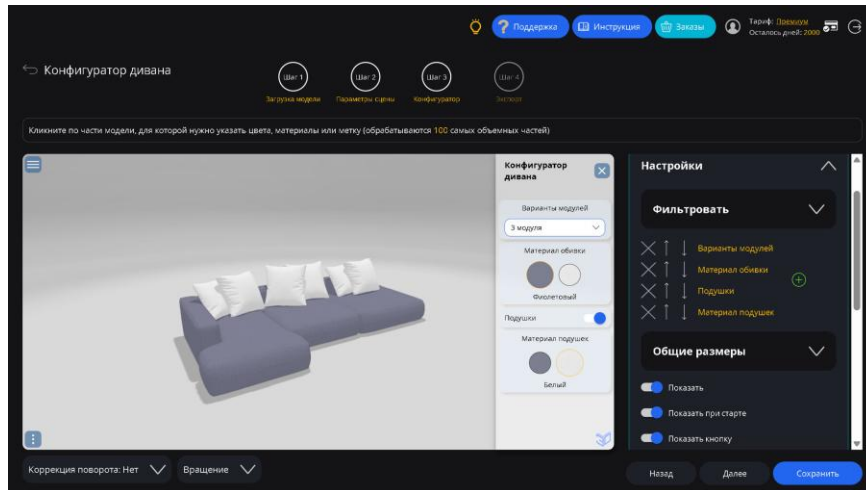 Поддержка
Инструкция
Заказы
Тариф: Премиум
Осталось дней: 2000
Конфигуратор дивана
Шаг 1
Шаг 2
Шаг 3
Шаг 4
Загрузка модели
Параметры сцены
Конфигуратор
Экспорт
Кликните по части модели, для которой нужно указать цвета, материалы или метку (обрабатываются 100 самых объемных частей)
Конфигуратор
дивана
Варианты модулей
3 модуля
Материал обивки
Фиолетовый
Подушки
Материал подушек
Белый
Настройки
Фильтровать
Варианты модулей
Материал обивки
Подушки
Материал подушек
Общие размеры
Показать
Показать при старте
Показать кнопку
Коррекция поворота: Нет
Вращение
Назад
Далее
Сохранить